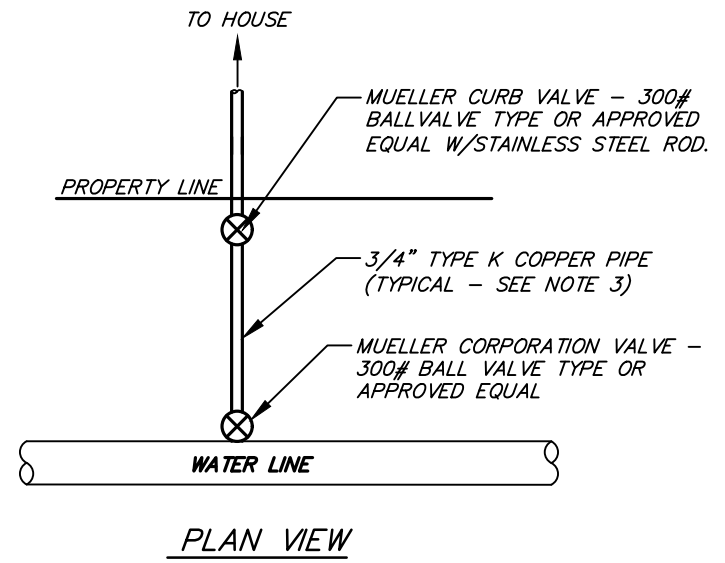 TO HOUSE
MUELLER CURB VALVE – 300#
BALLVALVE TYPE OR APPROVED
EQUAL W/STAINLESS STEEL ROD.
PROPERTY LINE
3/4" TYPE K COPPER PIPE
(TYPICAL – SEE NOTE 3)
MUELLER CORPORATION VALVE –
300# BALL VALVE TYPE OR
APPROVED EQUAL
WATER LINE
PLAN VIEW